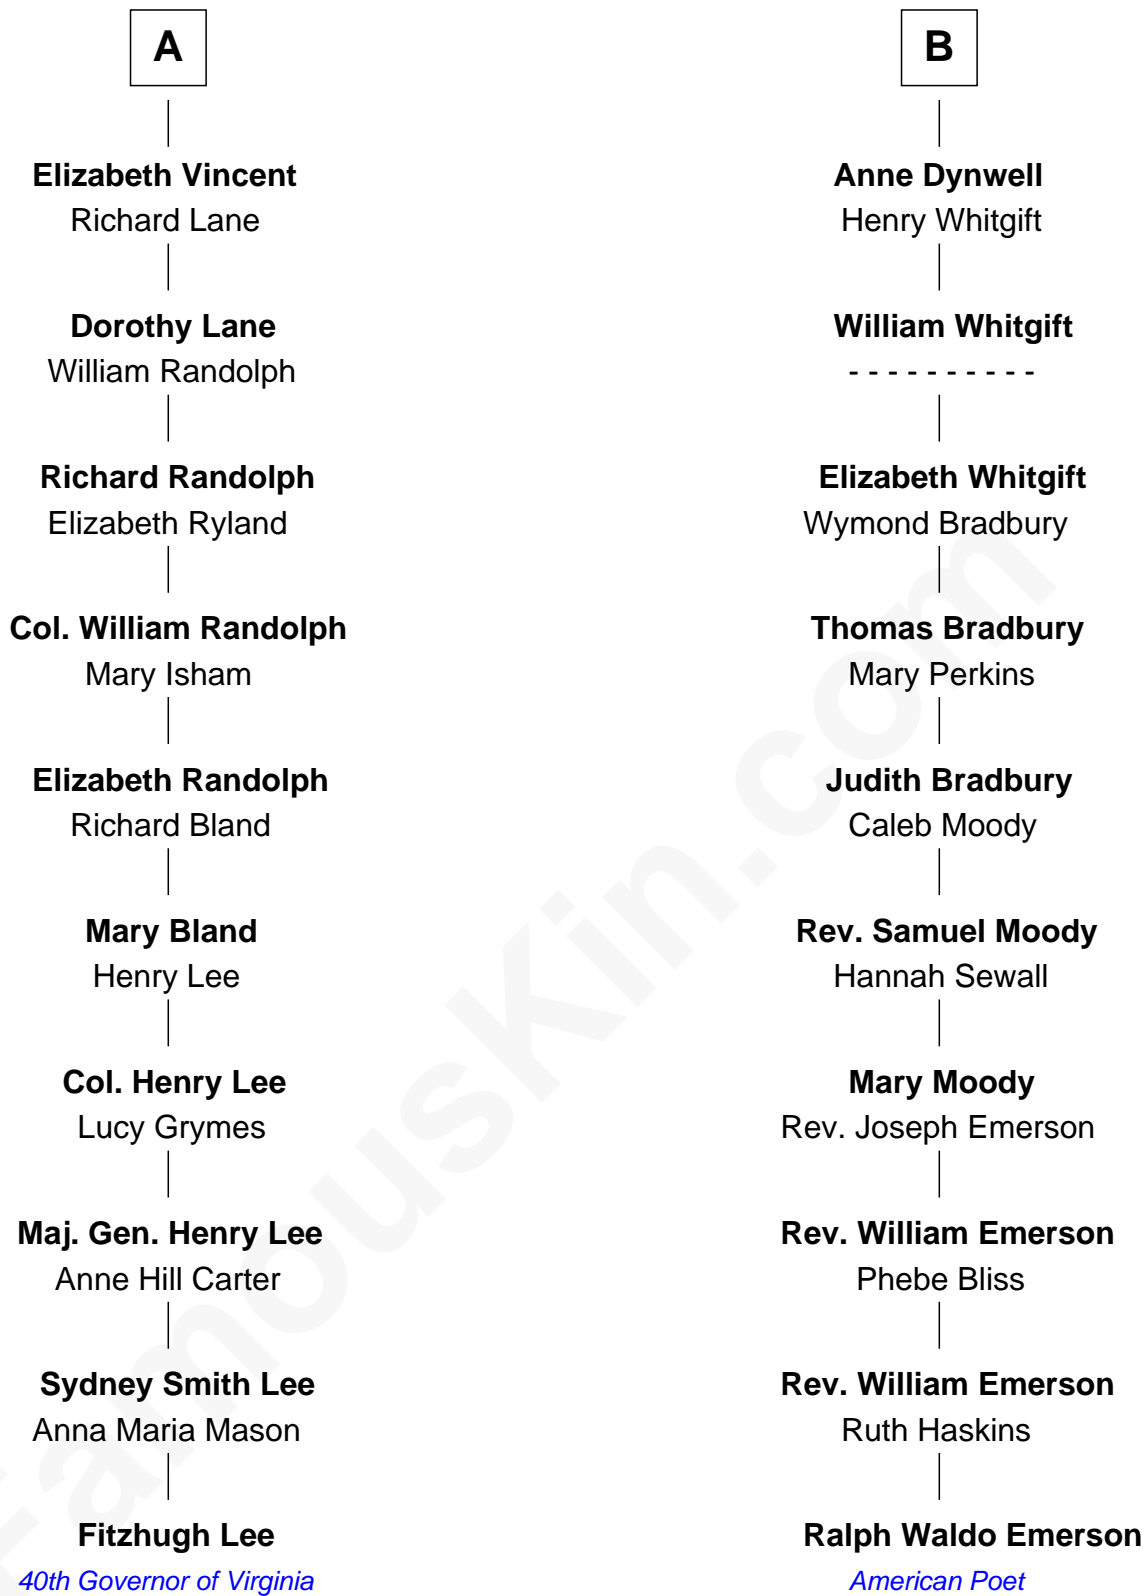 A
Elizabeth Vincent
Richard Lane
Dorothy Lane
William Randolph
Richard Randolph
Elizabeth Ryland
Col. William Randolph
Mary Isham
Elizabeth Randolph
Richard Bland
Mary Bland
Henry Lee
Col. Henry Lee
Lucy Grymes
Maj. Gen. Henry Lee
Anne Hill Carter
Sydney Smith Lee
Anna Maria Mason
Fitzhugh Lee
40th Governor of Virginia
B
Anne Dynwell
Henry Whitgift
William Whitgift
- - - - - - - - - -
Elizabeth Whitgift
Wymond Bradbury
Thomas Bradbury
Mary Perkins
Judith Bradbury
Caleb Moody
Rev. Samuel Moody
Hannah Sewall
Mary Moody
Rev. Joseph Emerson
Rev. William Emerson
Phebe Bliss
Rev. William Emerson
Ruth Haskins
Ralph Waldo Emerson
American Poet
FamousKin.com